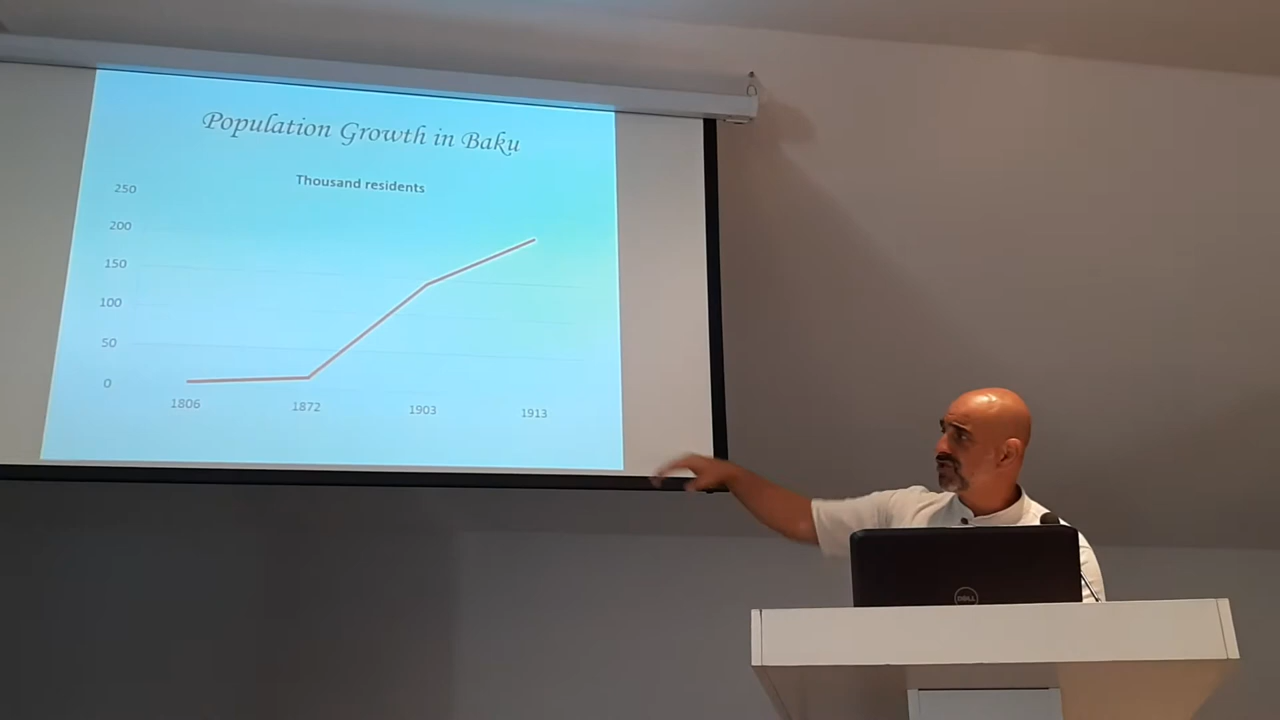 Population Growth in Baku
Thousand residents
250
200
150
100
50
0
1806 1872 1903 1913
DELL